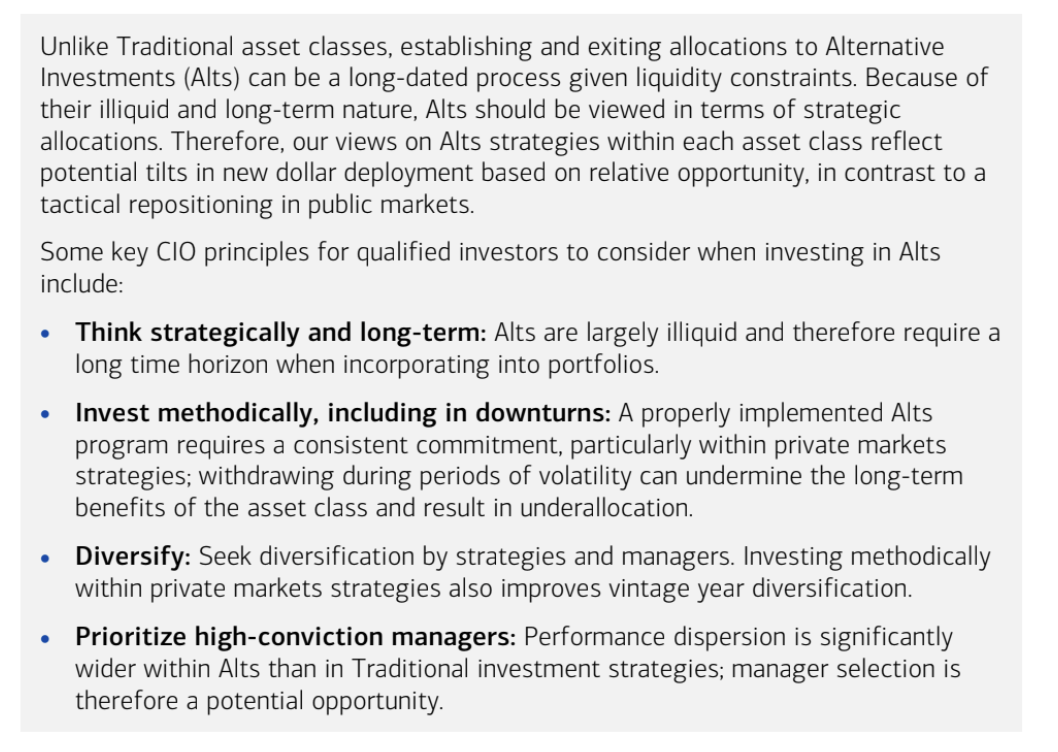 Unlike Traditional asset classes, establishing and exiting allocations to Alternative
Investments (Alts) can be a long-dated process given liquidity constraints. Because of
their illiquid and long-term nature, Alts should be viewed in terms of strategic
allocations. Therefore, our views on Alts strategies within each asset class reflect
potential tilts in new dollar deployment based on relative opportunity, in contrast to a
tactical repositioning in public markets.
Some key CIO principles for qualified investors to consider when investing in Alts
include:
• Think strategically and long-term: Alts are largely illiquid and therefore require a
long time horizon when incorporating into portfolios.
• Invest methodically, including in downturns: A properly implemented Alts
program requires a consistent commitment, particularly within private markets
strategies; withdrawing during periods of volatility can undermine the long-term
benefits of the asset class and result in underallocation.
• Diversify: Seek diversification by strategies and managers. Investing methodically
within private markets strategies also improves vintage year diversification.
• Prioritize high-conviction managers: Performance dispersion is significantly
wider within Alts than in Traditional investment strategies; manager selection is
therefore a potential opportunity.